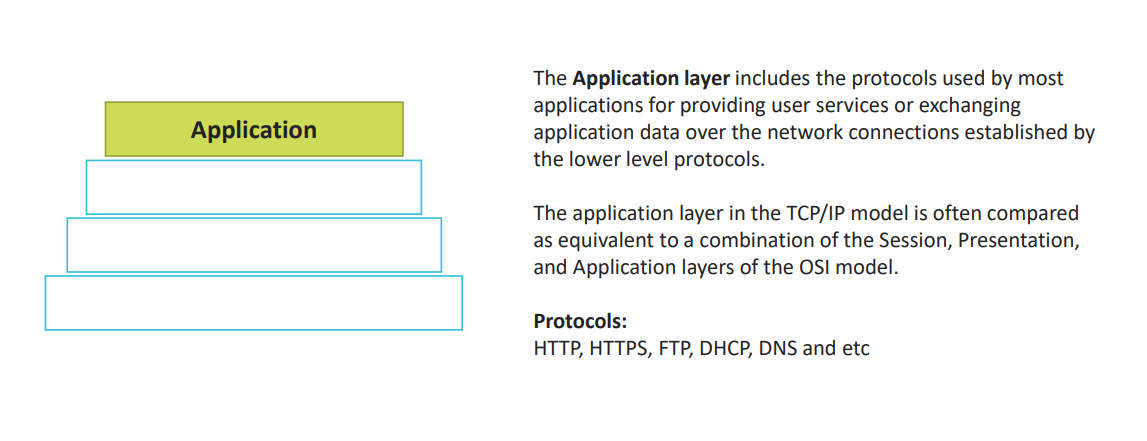 Application
The Application layer includes the protocols used by most
applications for providing user services or exchanging
application data over the network connections established by
the lower level protocols.
The application layer in the TCP/IP model is often compared
as equivalent to a combination of the Session, Presentation,
and Application layers of the OSI model.
Protocols:
HTTP, HTTPS, FTP, DHCP, DNS and etc